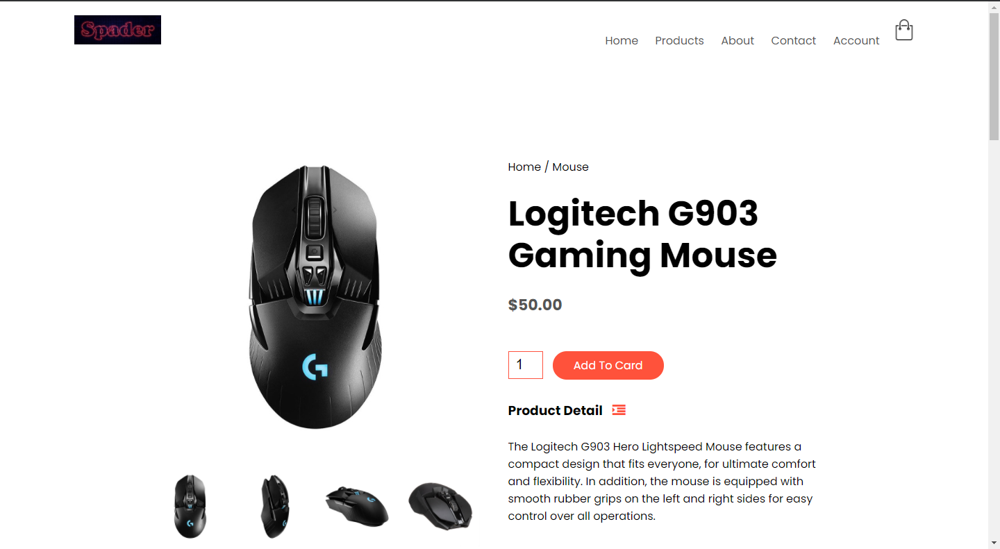 Spader
Home Products About Contact Account
Home / Mouse
Logitech G903
Gaming Mouse
$50.00
1 Add To Card
Product Detail
The Logitech G903 Hero Lightspeed Mouse features a
compact design that fits everyone, for ultimate comfort
and flexibility. In addition, the mouse is equipped with
smooth rubber grips on the left and right sides for easy
control over all operations.